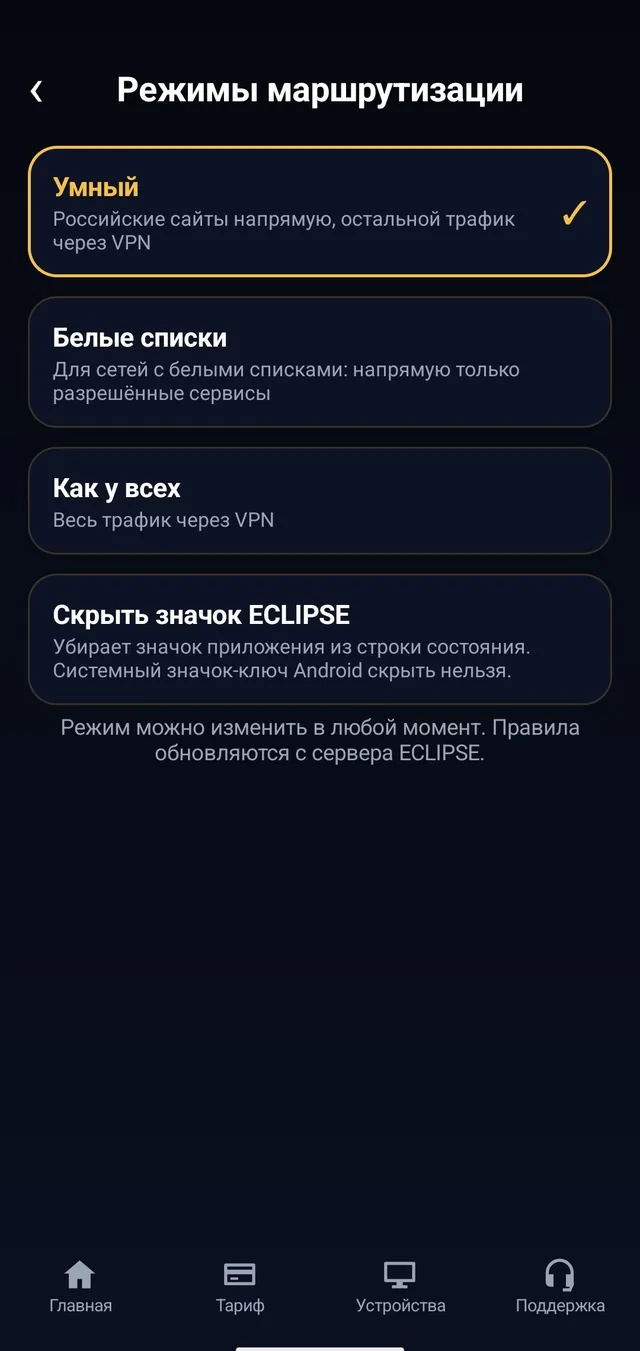 Режимы маршрутизации
Умный
Российские сайты напрямую, остальной трафик
через VPN
Белые списки
Для сетей с белыми списками: напрямую только
разрешённые сервисы
Как у всех
Весь трафик через VPN
Скрыть значок ECLIPSE
Убирает значок приложения из строки состояния.
Системный значок-ключ Android скрыть нельзя.
Режим можно изменить в любой момент. Правила
обновляются с сервера ECLIPSE.
Главная
Тариф
Устройства
Поддержка